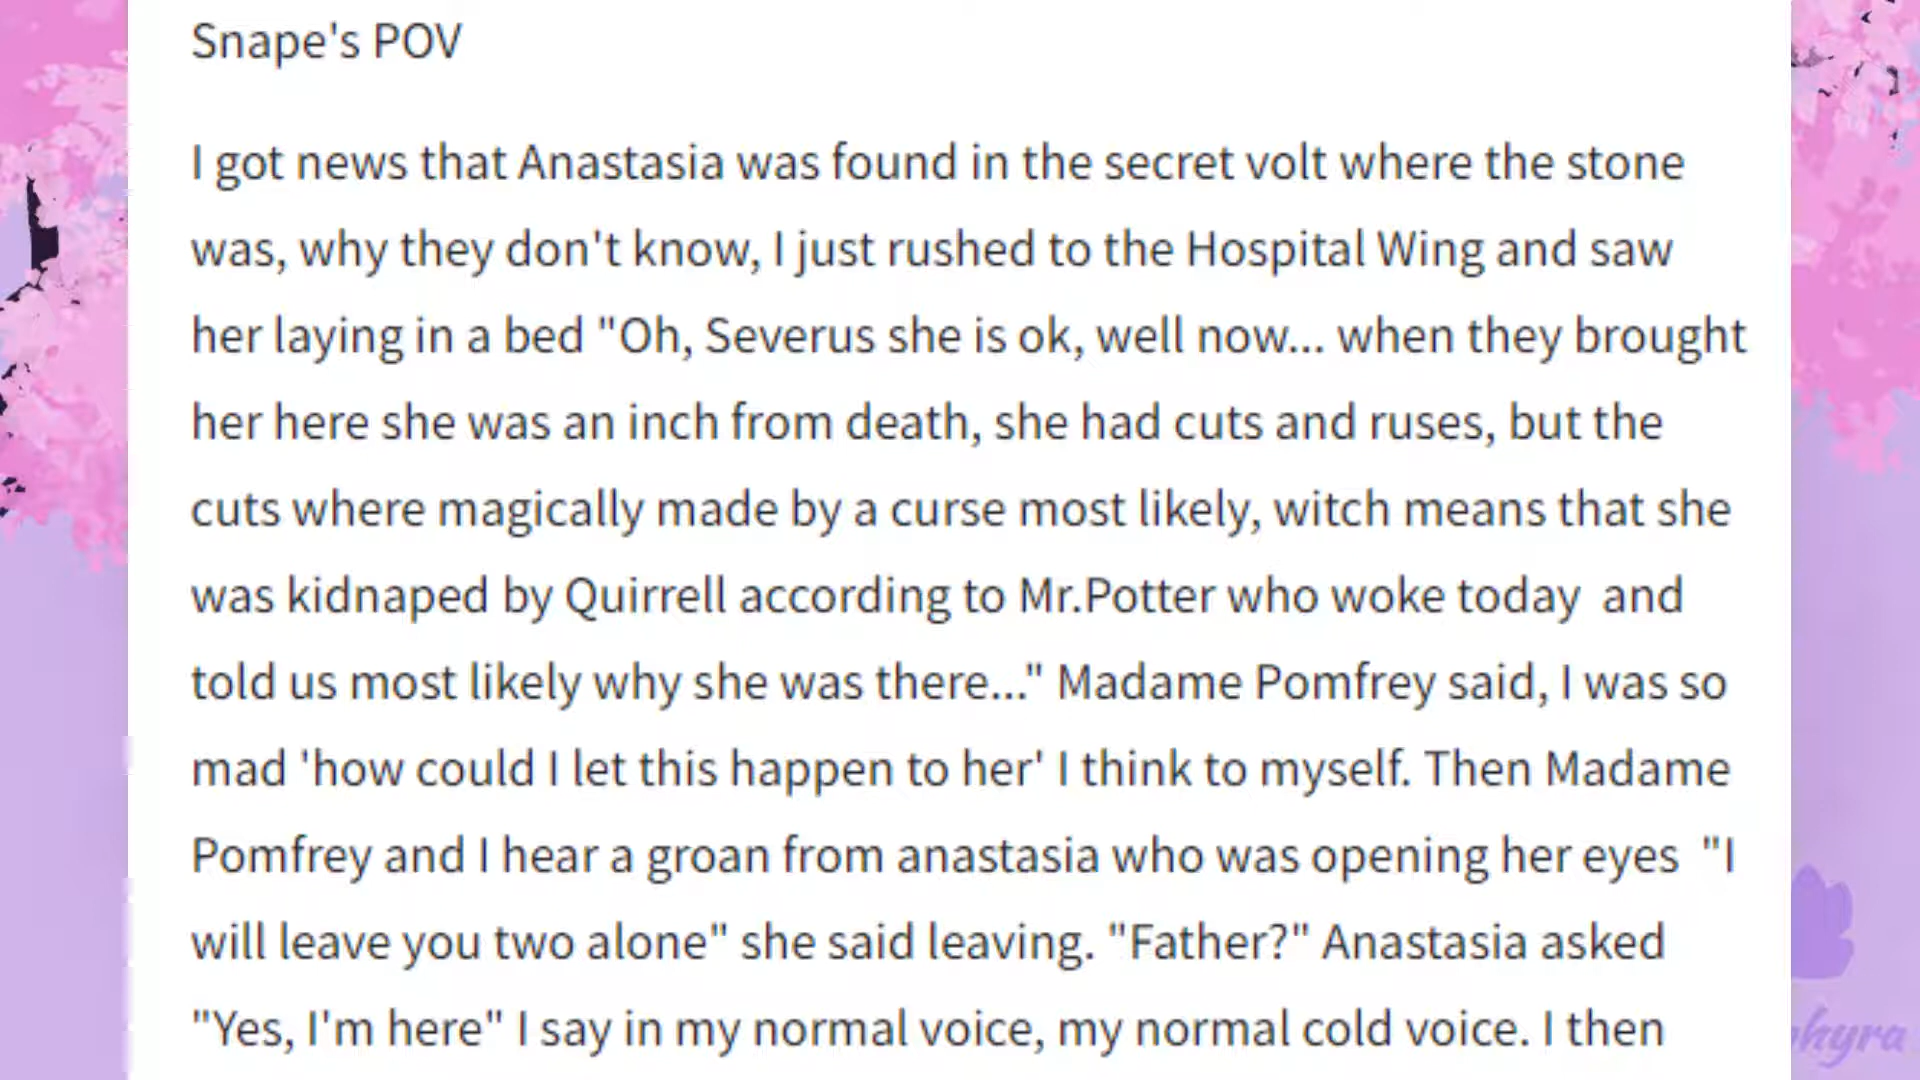 Snape's POV
I got news that Anastasia was found in the secret volt where the stone
was, why they don't know, I just rushed to the Hospital Wing and saw
her laying in a bed "Oh, Severus she is ok, well now... when they brought
her here she was an inch from death, she had cuts and ruses, but the
cuts where magically made by a curse most likely, witch means that she
was kidnaped by Quirrell according to Mr.Potter who woke today  and
told us most likely why she was there..." Madame Pomfrey said, I was so
mad 'how could I let this happen to her' I think to myself. Then Madame
Pomfrey and I hear a groan from anastasia who was opening her eyes  "I
will leave you two alone" she said leaving. "Father?" Anastasia asked
"Yes, I'm here" I say in my normal voice, my normal cold voice. I then